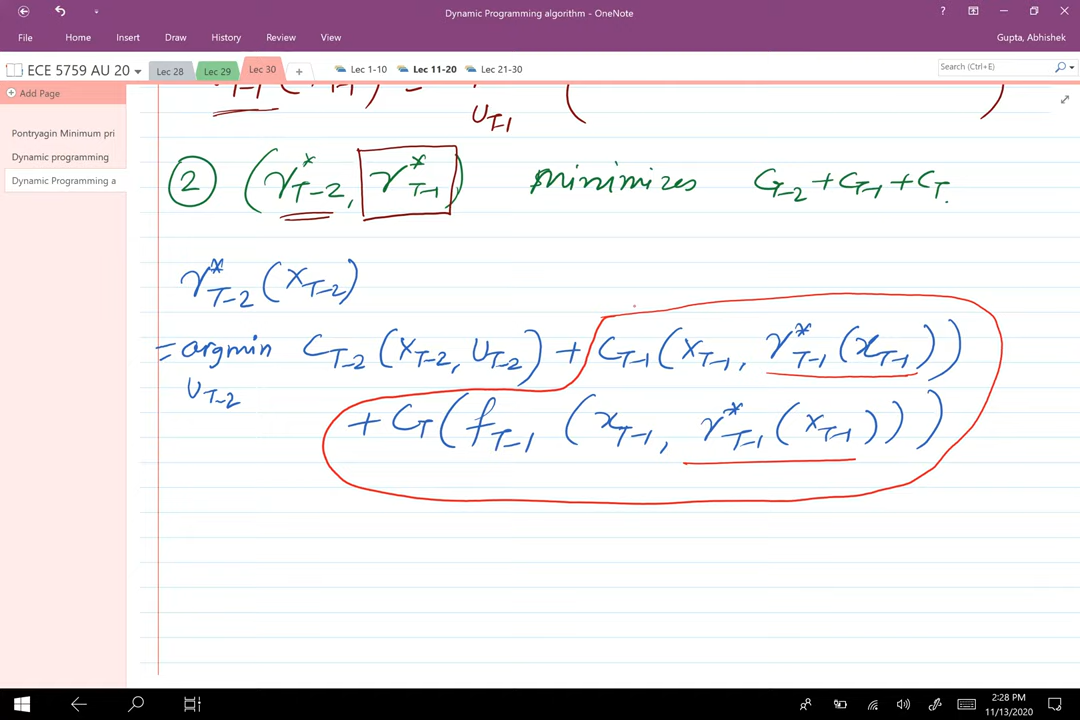 Dynamic Programming algorithm - OneNote
?
File Home Insert Draw History Review View
Gupta, Abhishek
ECE 5759 AU 20 Lec 28 Lec 29 Lec 30 + Lec 1-10 Lec 11-20 Lec 21-30
Search (Ctrl+E)
Add Page
Pontryagin Minimum pri
Dynamic programming
Dynamic Programming a
U_{T-1}
② (γ*_{T-2}, γ*_{T-1}) minimizes C_{T-2} + C_{T-1} + C_T.
γ*_{T-2} (x_{T-2})
= argmin C_{T-2} (x_{T-2}, U_{T-2}) + C_{T-1} (x_{T-1}, γ*_{T-1} (x_{T-1}))
U_{T-2}
+ C_T (f_{T-1} (x_{T-1}, γ*_{T-1} (x_{T-1})))
2:28 PM
11/13/2020